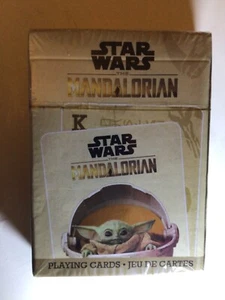 STAR
WARS
THE
MANDALORIAN
K
STAR
WARS
THE
MANDALORIAN
PLAYING CARDS • JEU DE CARTES